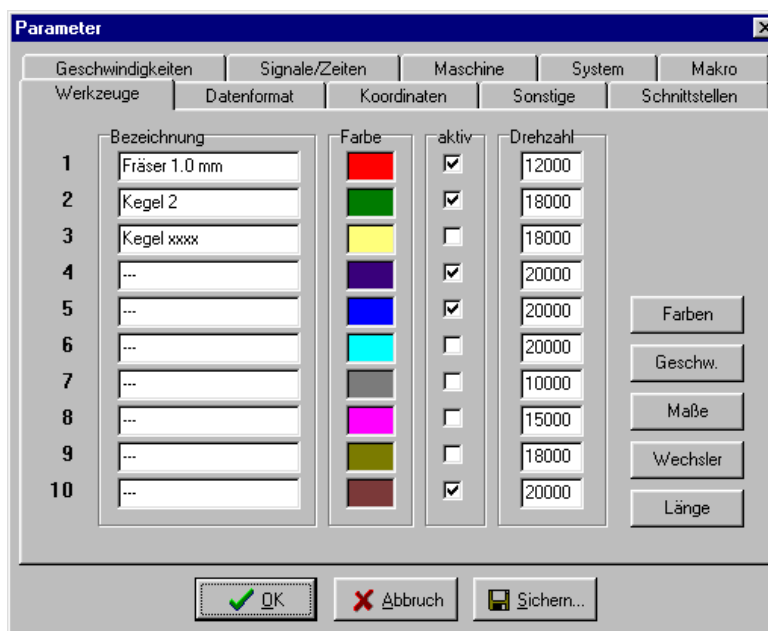 Parameter
Geschwindigkeiten Signale/Zeiten Maschine System Makro
Werkzeuge Datenformat Koordinaten Sonstige Schnittstellen
Bezeichnung Farbe aktiv Drehzahl
1 Fräser 1.0 mm 12000
2 Kegel 2 18000
3 Kegel xxxx 18000
4 --- 20000
5 --- 20000
Farben
6 --- 20000
Geschw.
7 --- 10000
8 --- 15000
Maße
9 --- 18000
Wechsler
10 --- 20000
Länge
OK Abbruch Sichern...